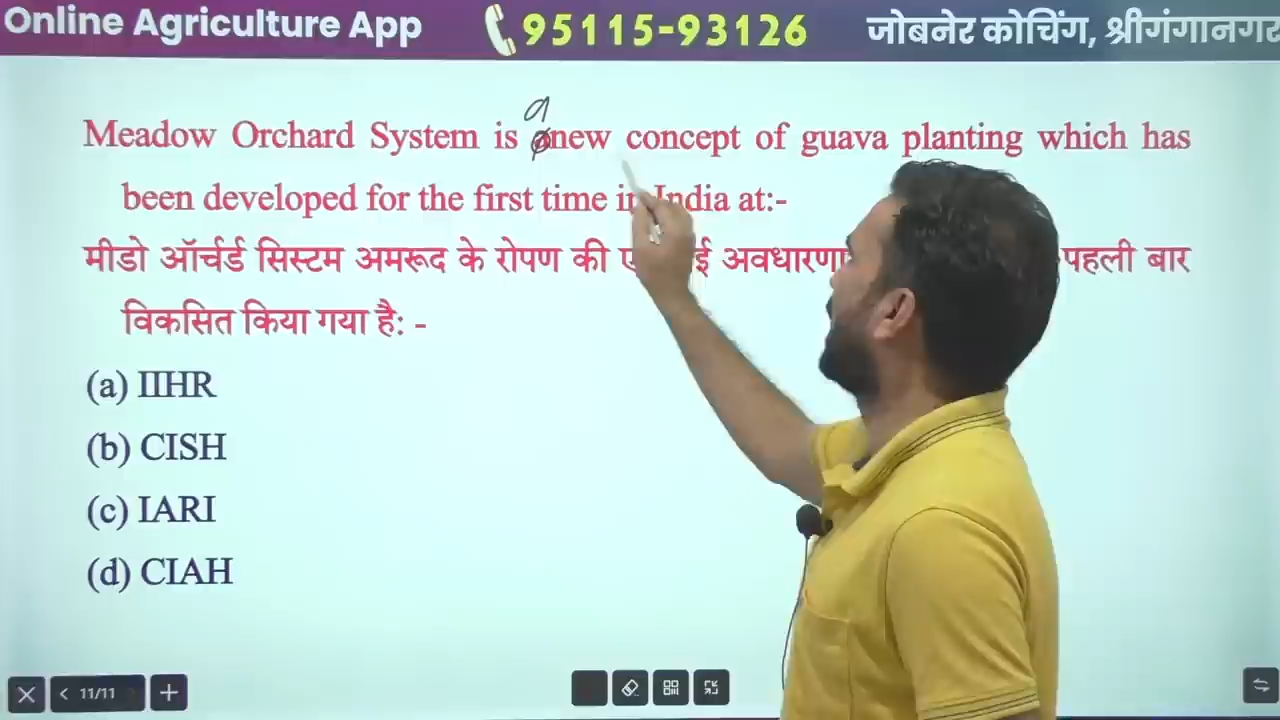 Online Agriculture App 95115-93126 जोबनेर कोचिंग, श्रीगंगानगर
a
Meadow Orchard System is new concept of guava planting which has
been developed for the first time in India at:-
मीडो ऑर्चर्ड सिस्टम अमरूद के रोपण की अवधारणा पहली बार
विकसित किया गया है: -
(a) IIHR
(b) CISH
(c) IARI
(d) CIAH
11/11